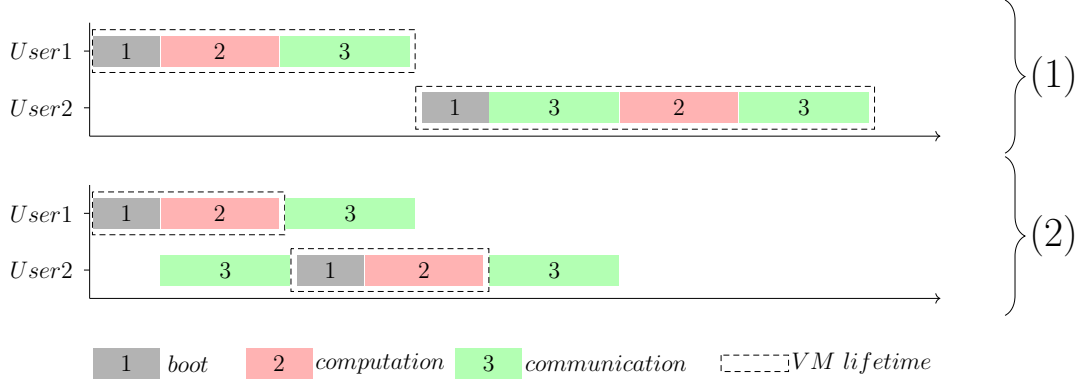 User1 1 2 3
User2 1 3 2 3
(1)
User1 1 2 3
User2 3 1 2 3
(2)
1 boot 2 computation 3 communication VM lifetime